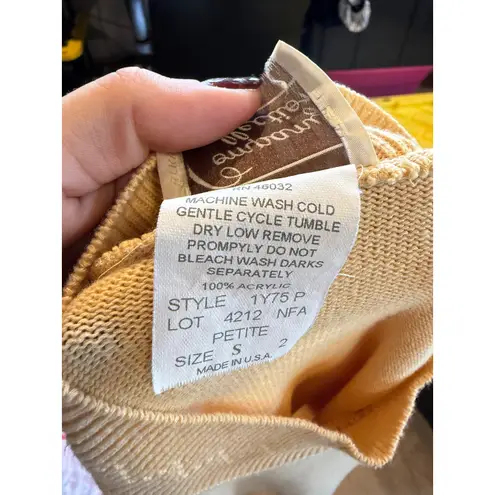 RN 46032
MACHINE WASH COLD
GENTLE CYCLE TUMBLE
DRY LOW REMOVE
PROMPYLY DO NOT
BLEACH WASH DARKS
SEPARATELY
100% ACRYLIC
STYLE 1Y75 P
LOT 4212 NFA
PETITE
SIZE S 2
MADE IN U.S.A.